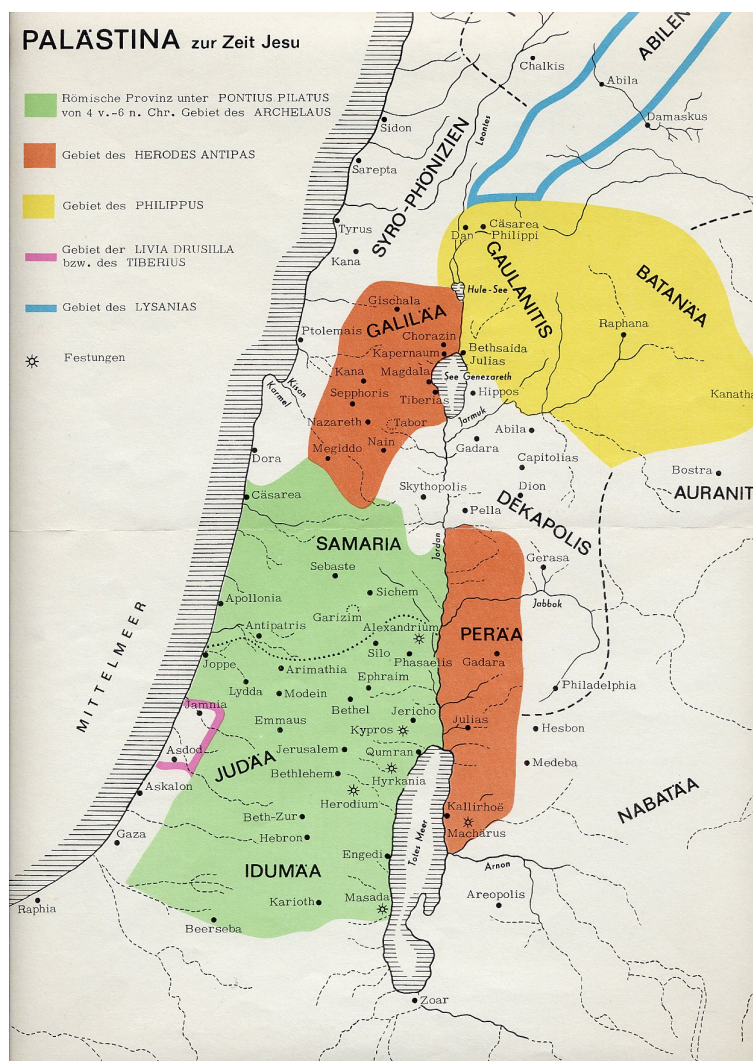 PALÄSTINA zur Zeit Jesu
Römische Provinz unter PONTIUS PILATUS
von 4 v.-6 n. Chr. Gebiet des ARCHELAUS
Gebiet des HERODES ANTIPAS
Gebiet des PHILIPPUS
Gebiet der LIVIA DRUSILLA
bzw. des TIBERIUS
Gebiet des LYSANIAS
Festungen
ABILEN
Chalkis
Abila
Damaskus
Leontes
Sidon
Sarepta
SYRO-PHÖNIZIEN
Tyrus
Kana
Dan
Cäsarea
Philippi
GAULANITIS
BATANÄA
Hule-See
Gischala
GALILÄA
Raphana
Ptolemais
Chorazin
Kapernaum
Bethsaida
Julias
Kana
Magdala
See Genezareth
Kison
Karmel
Sepphoris
Tiberias
Hippos
Kanatha
Nazareth
Tabor
Jarmuk
Abila
Nain
Gadara
Megiddo
Dora
Capitolias
Bostra
Skythopolis
Dion
AURANIT
Cäsarea
Pella
DEKAPOLIS
SAMARIA
Jordan
Sebaste
Gerasa
Sichem
Apollonia
Jabbok
Garizim
Antipatris
Alexandrium
PERÄA
MITTELMEER
Silo
Joppe
Arimathia
Phasaelis
Gadara
Lydda
Modein
Ephraim
Philadelphia
Bethel
Jamnia
Jericho
Emmaus
Kypros
Julias
Hesbon
Asdod
Jerusalem
Qumran
JUDÄA
Medeba
Bethlehem
Hyrkania
Askalon
Herodium
NABATÄA
Beth-Zur
Kallirhoë
Machärus
Gaza
Hebron
Totes Meer
Engedi
Arnon
IDUMÄA
Masada
Karioth
Areopolis
Raphia
Beerseba
Zoar